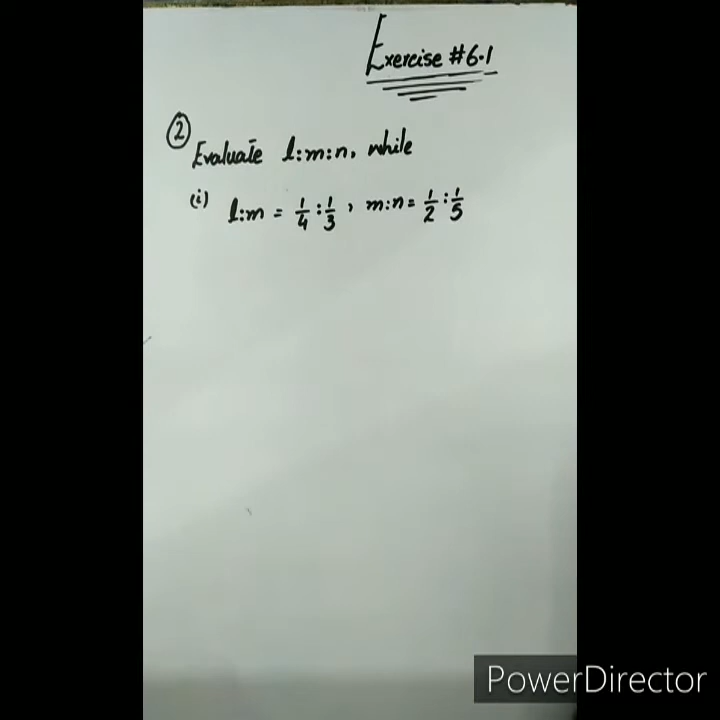 Exercise #6.1
② Evaluate l:m:n, while
(i) l:m = 1/4 : 1/3 , m:n = 1/2 : 1/5
PowerDirector